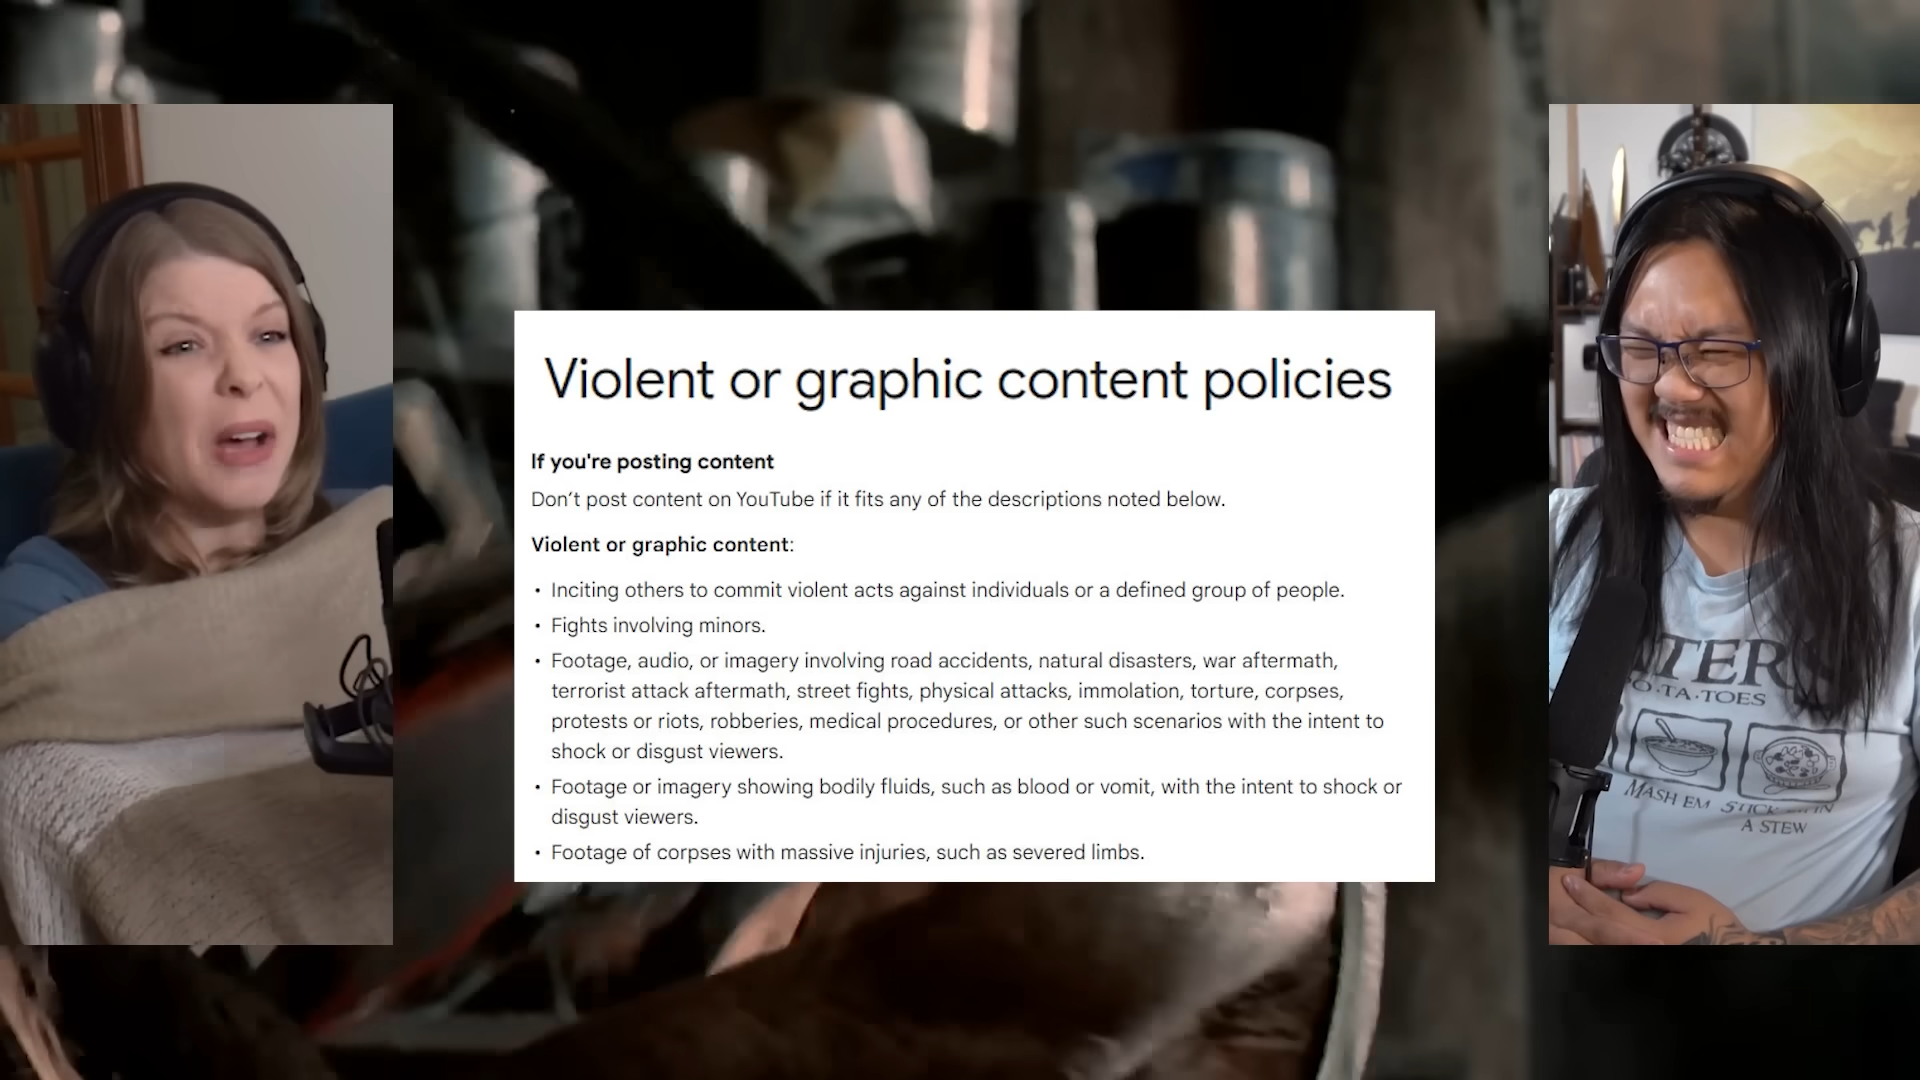 Violent or graphic content policies
If you're posting content
Don't post content on YouTube if it fits any of the descriptions noted below.
Violent or graphic content:
• Inciting others to commit violent acts against individuals or a defined group of people.
• Fights involving minors.
• Footage, audio, or imagery involving road accidents, natural disasters, war aftermath,
terrorist attack aftermath, street fights, physical attacks, immolation, torture, corpses,
protests or riots, robberies, medical procedures, or other such scenarios with the intent to
shock or disgust viewers.
• Footage or imagery showing bodily fluids, such as blood or vomit, with the intent to shock or
disgust viewers.
• Footage of corpses with massive injuries, such as severed limbs.
PO·TA·TOES
MASH EM
A STEW